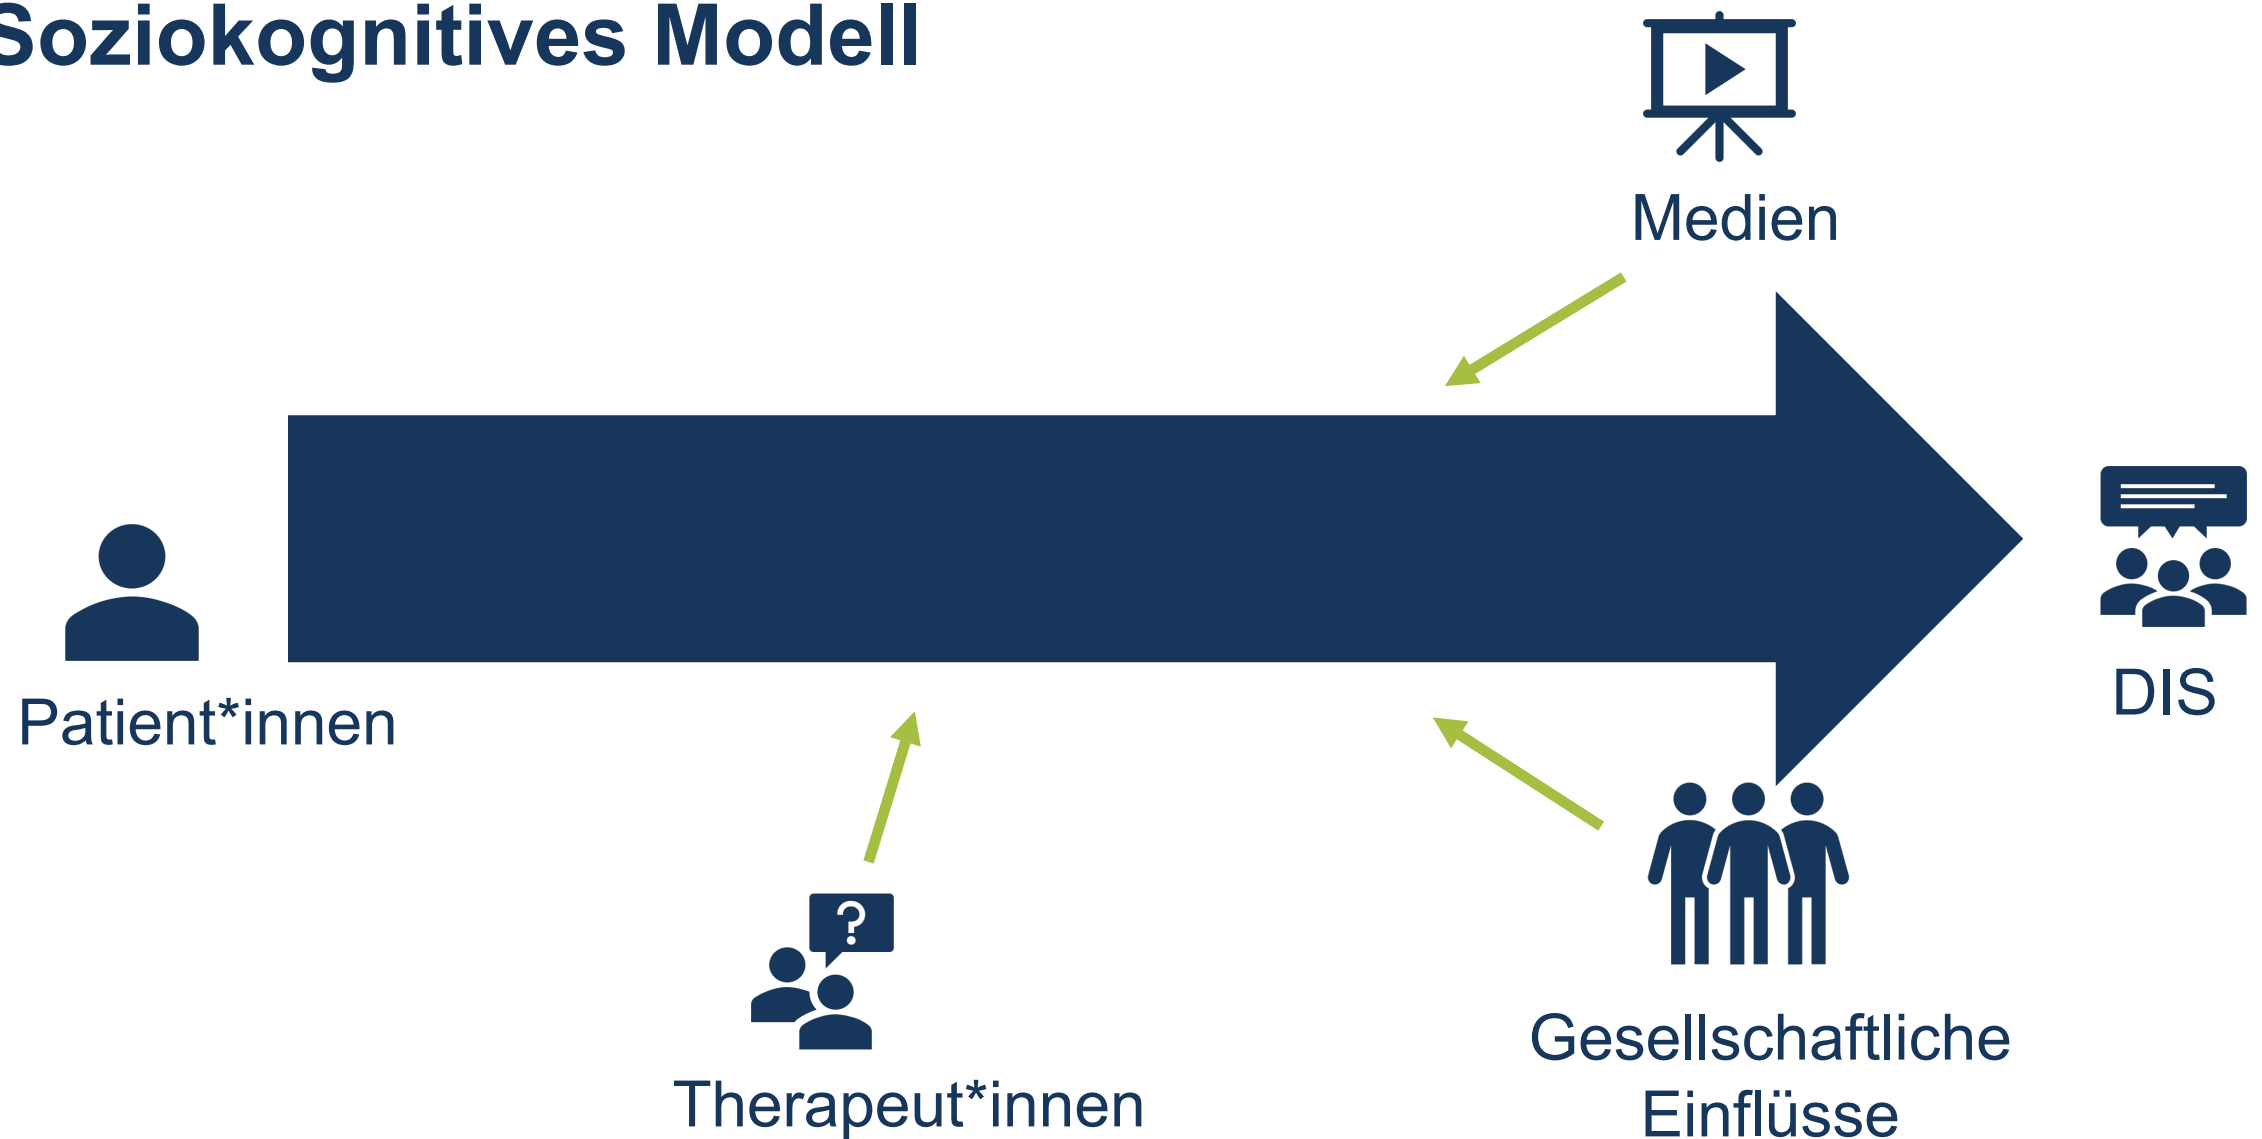 Soziokognitives Modell
Medien
Patient*innen
DIS
?
Therapeut*innen
Gesellschaftliche
Einflüsse